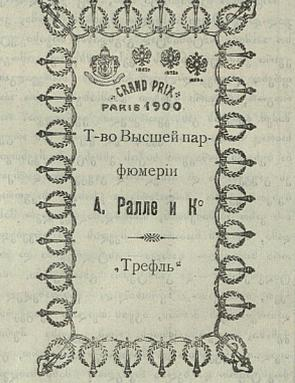 „GRAND PRIX„
PARIS 1900
Т-во Высшей пар-
фюмеріи
А. Ралле и К°
„Трефль“